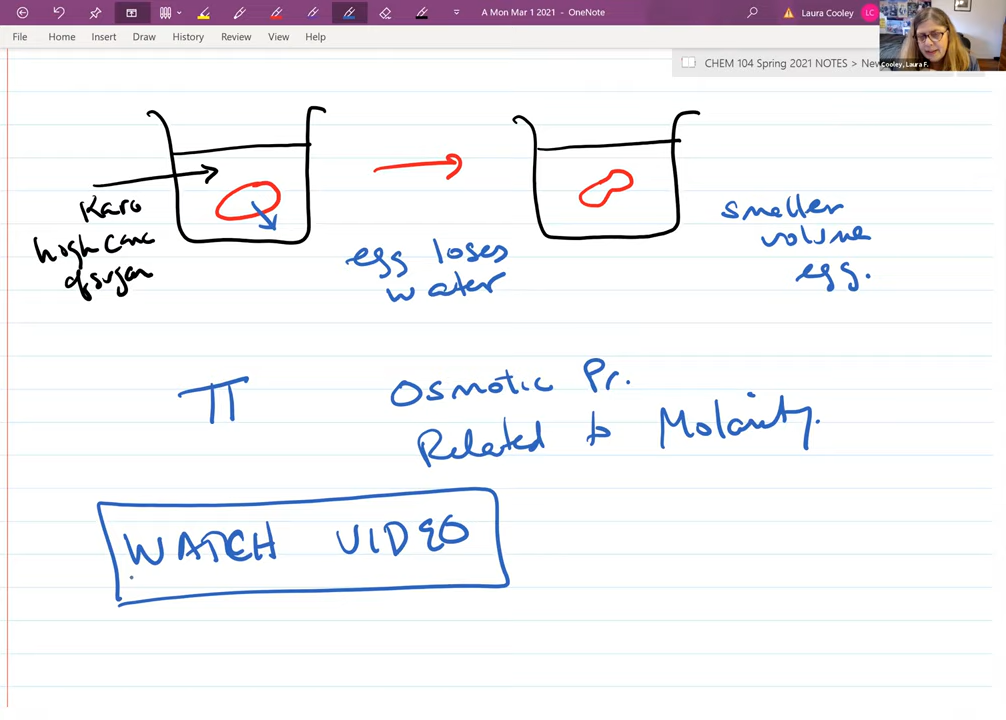 A Mon Mar 1 2021 - OneNote
Laura Cooley
LC
File Home Insert Draw History Review View Help
CHEM 104 Spring 2021 NOTES > New
Cooley, Laura F.
Karo
high conc
of sugar
egg loses
water
smaller
volume
egg.
π Osmotic Pr.
Related to Molarity.
WATCH VIDEO